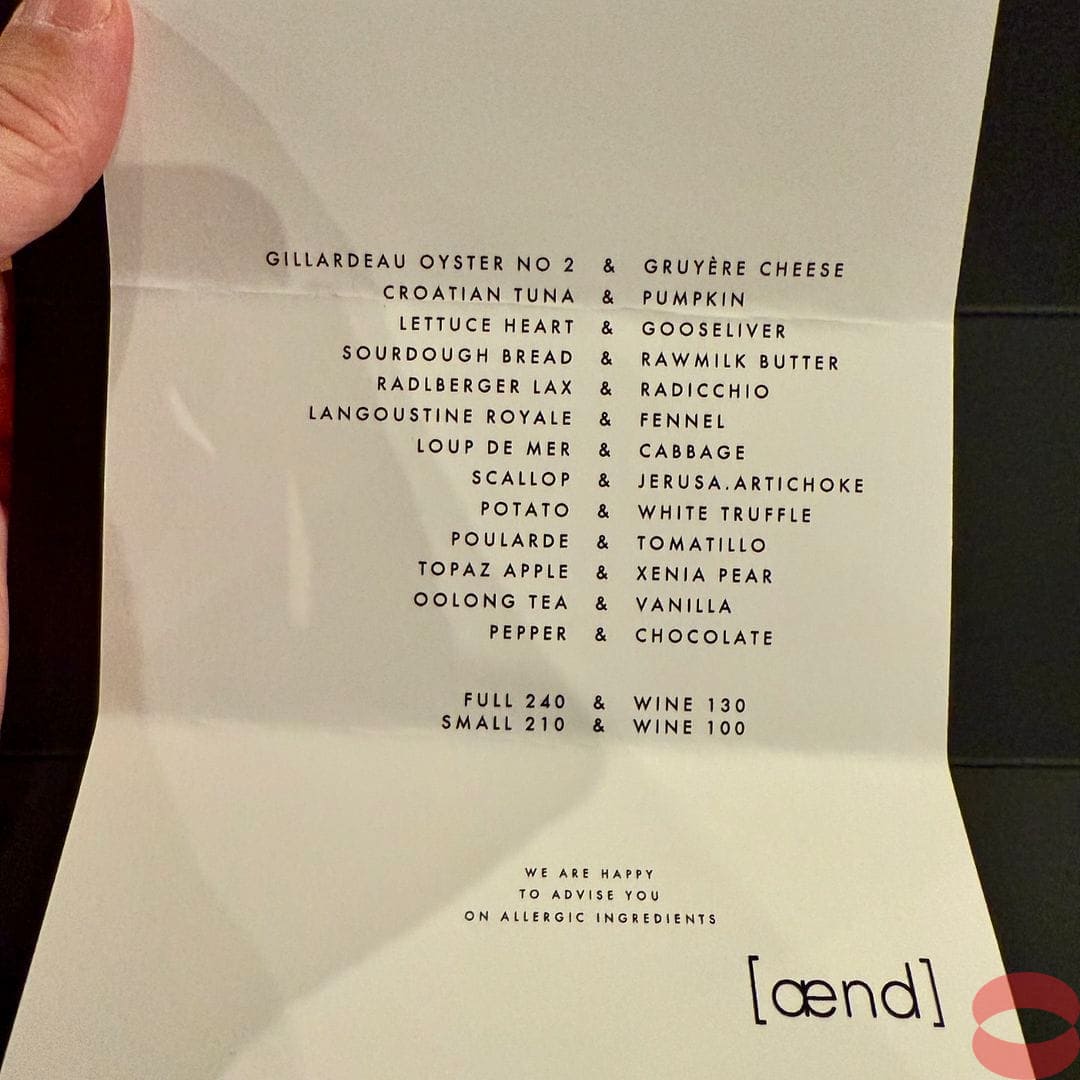 GILLARDEAU OYSTER NO 2 & GRUYÈRE CHEESE
CROATIAN TUNA & PUMPKIN
LETTUCE HEART & GOOSELIVER
SOURDOUGH BREAD & RAWMILK BUTTER
RADLBERGER LAX & RADICCHIO
LANGOUSTINE ROYALE & FENNEL
LOUP DE MER & CABBAGE
SCALLOP & JERUSA.ARTICHOKE
POTATO & WHITE TRUFFLE
POULARDE & TOMATILLO
TOPAZ APPLE & XENIA PEAR
OOLONG TEA & VANILLA
PEPPER & CHOCOLATE
FULL 240 & WINE 130
SMALL 210 & WINE 100
WE ARE HAPPY
TO ADVISE YOU
ON ALLERGIC INGREDIENTS
[ænd]